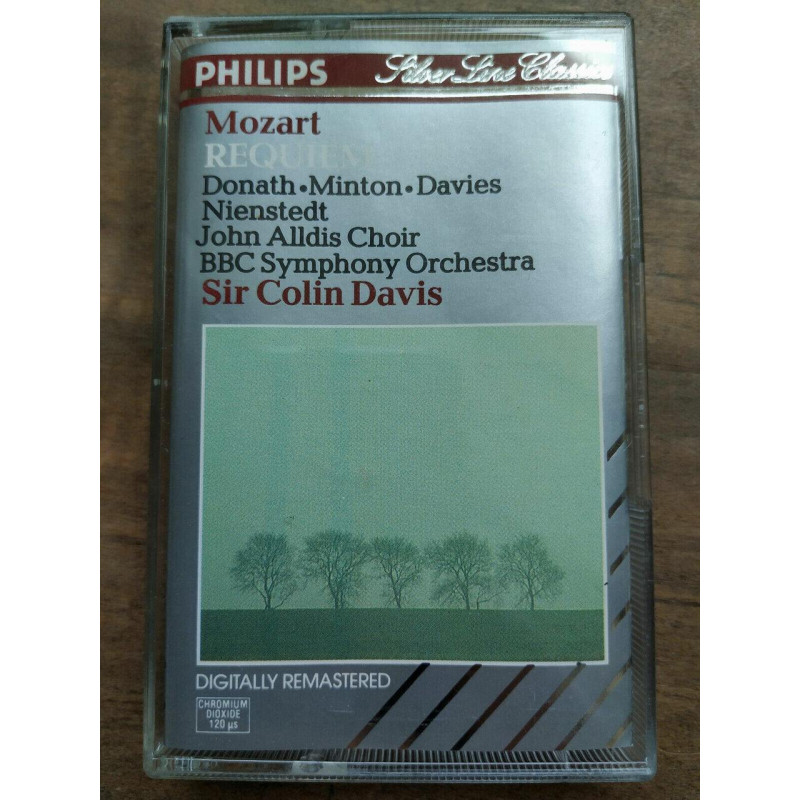 PHILIPS Silver Line Classics
Mozart
REQUIEM
Donath•Minton•Davies
Nienstedt
John Alldis Choir
BBC Symphony Orchestra
Sir Colin Davis
DIGITALLY REMASTERED
CHROMIUM
DIOXIDE
120 µs